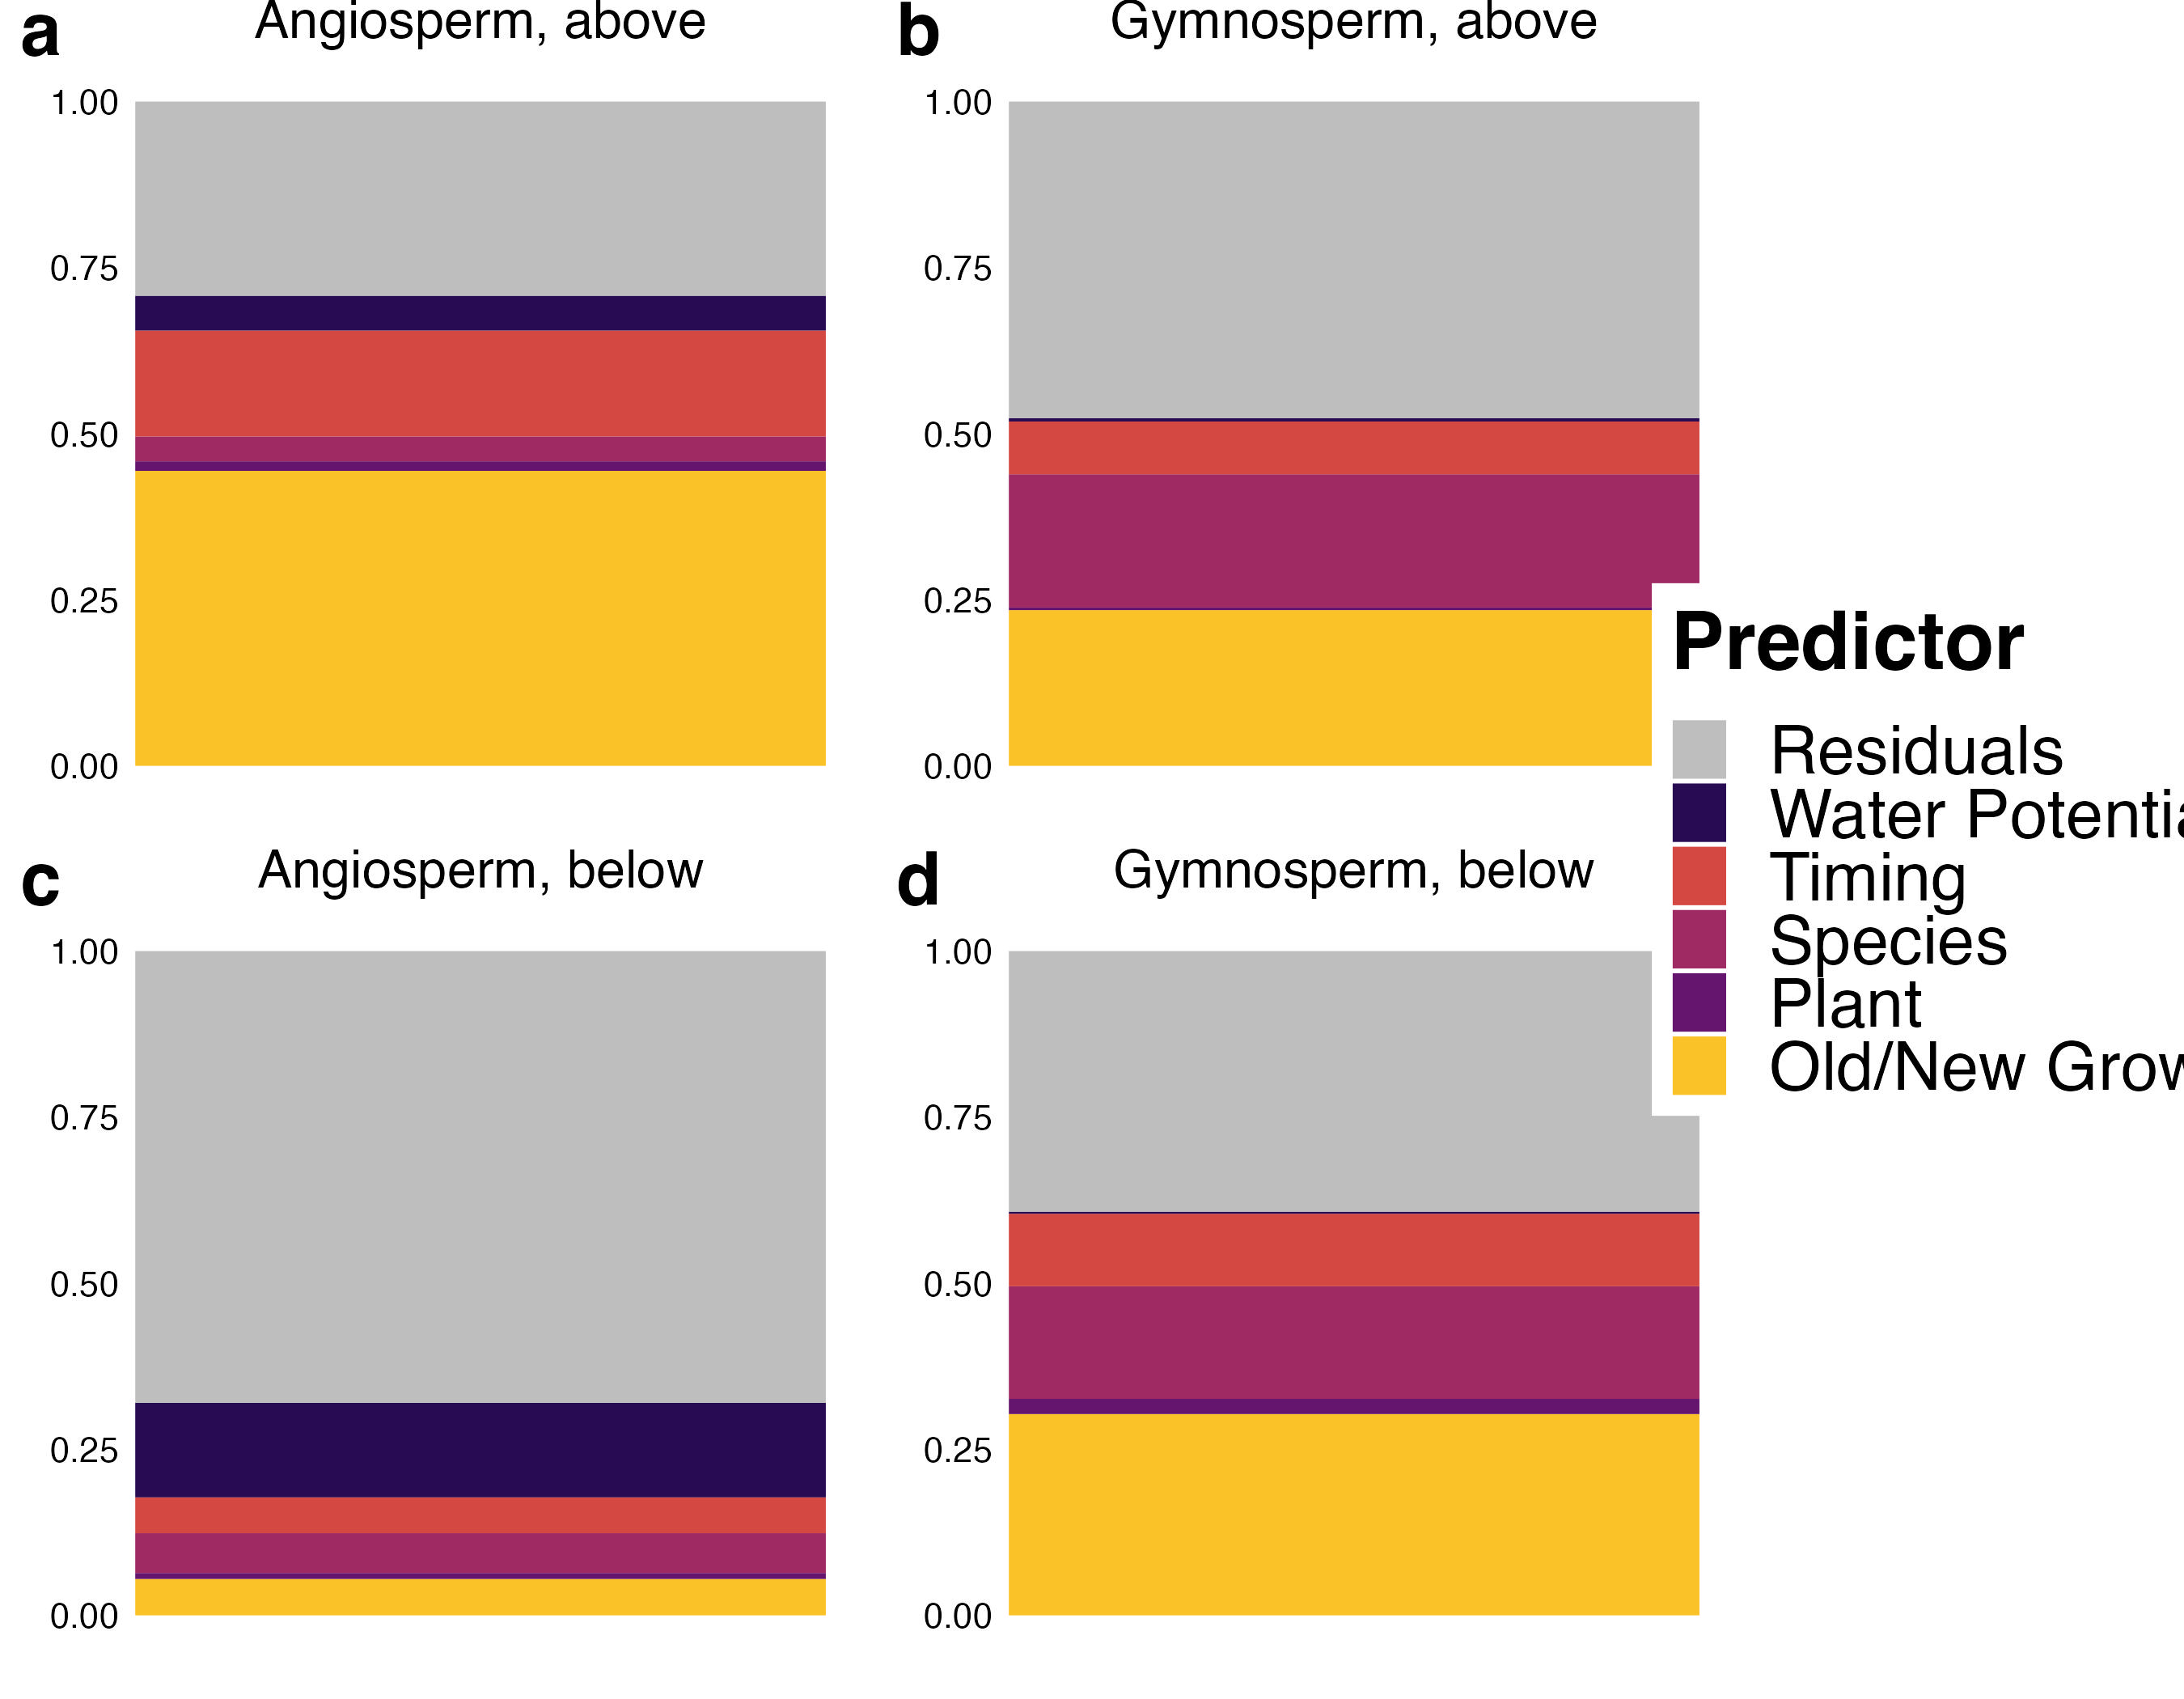 a
Angiosperm, above
1.00
0.75
0.50
0.25
0.00
b
Gymnosperm, above
1.00
0.75
0.50
0.25
0.00
c
Angiosperm, below
1.00
0.75
0.50
0.25
0.00
d
Gymnosperm, below
1.00
0.75
0.50
0.25
0.00
Predictor
Residuals
Water
Timing
Species
Plant
Old/New